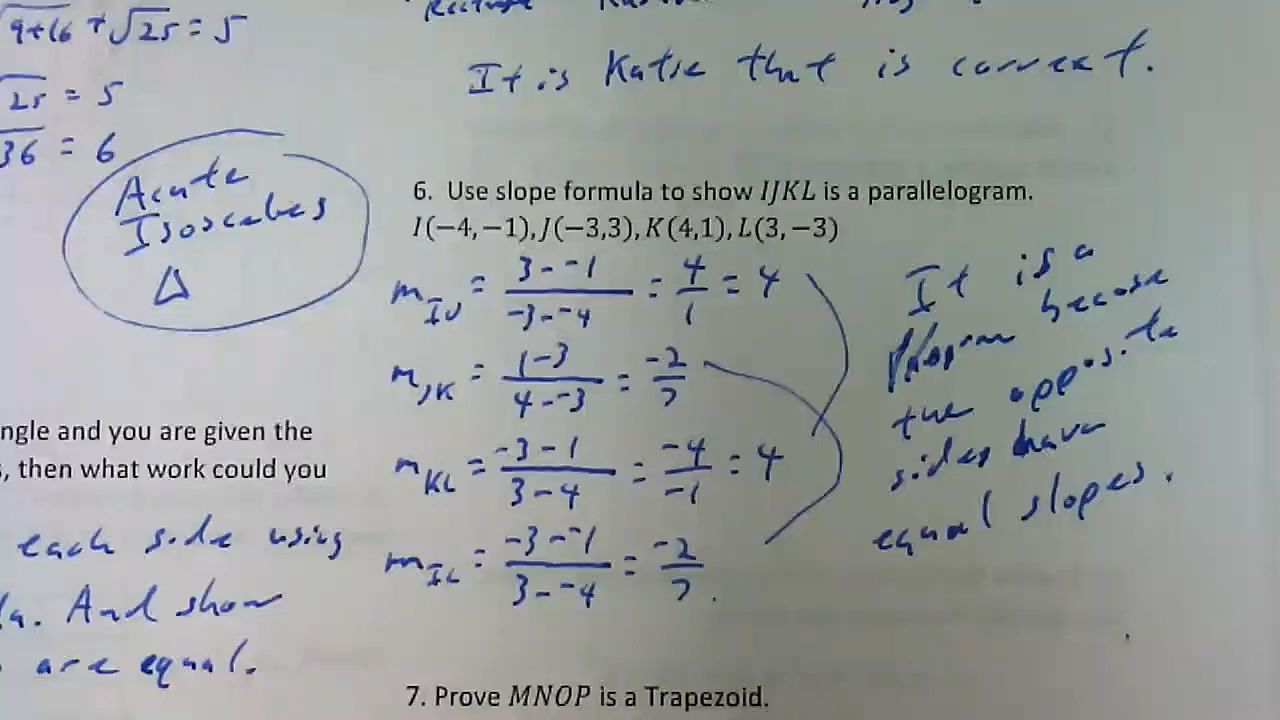 √9+16 + √25 = 5
√25 = 5
√36 = 6
Acute
Isosceles
Δ
ngle and you are given the
s, then what work could you
each side using
la. And show
are equal.
It is Katie that is correct.
6. Use slope formula to show IJKL is a parallelogram.
I(−4,−1), J(−3,3), K(4,1), L(3,−3)
m_IJ = (3--1)/(-3--4) = 4/1 = 4
m_JK = (1-3)/(4--3) = -2/7
m_KL = (-3-1)/(3-4) = -4/-1 = 4
m_IL = (-3--1)/(3--4) = -2/7.
It is a
//ogram becase
the opposite
sides have
equal slopes.
7. Prove MNOP is a Trapezoid.